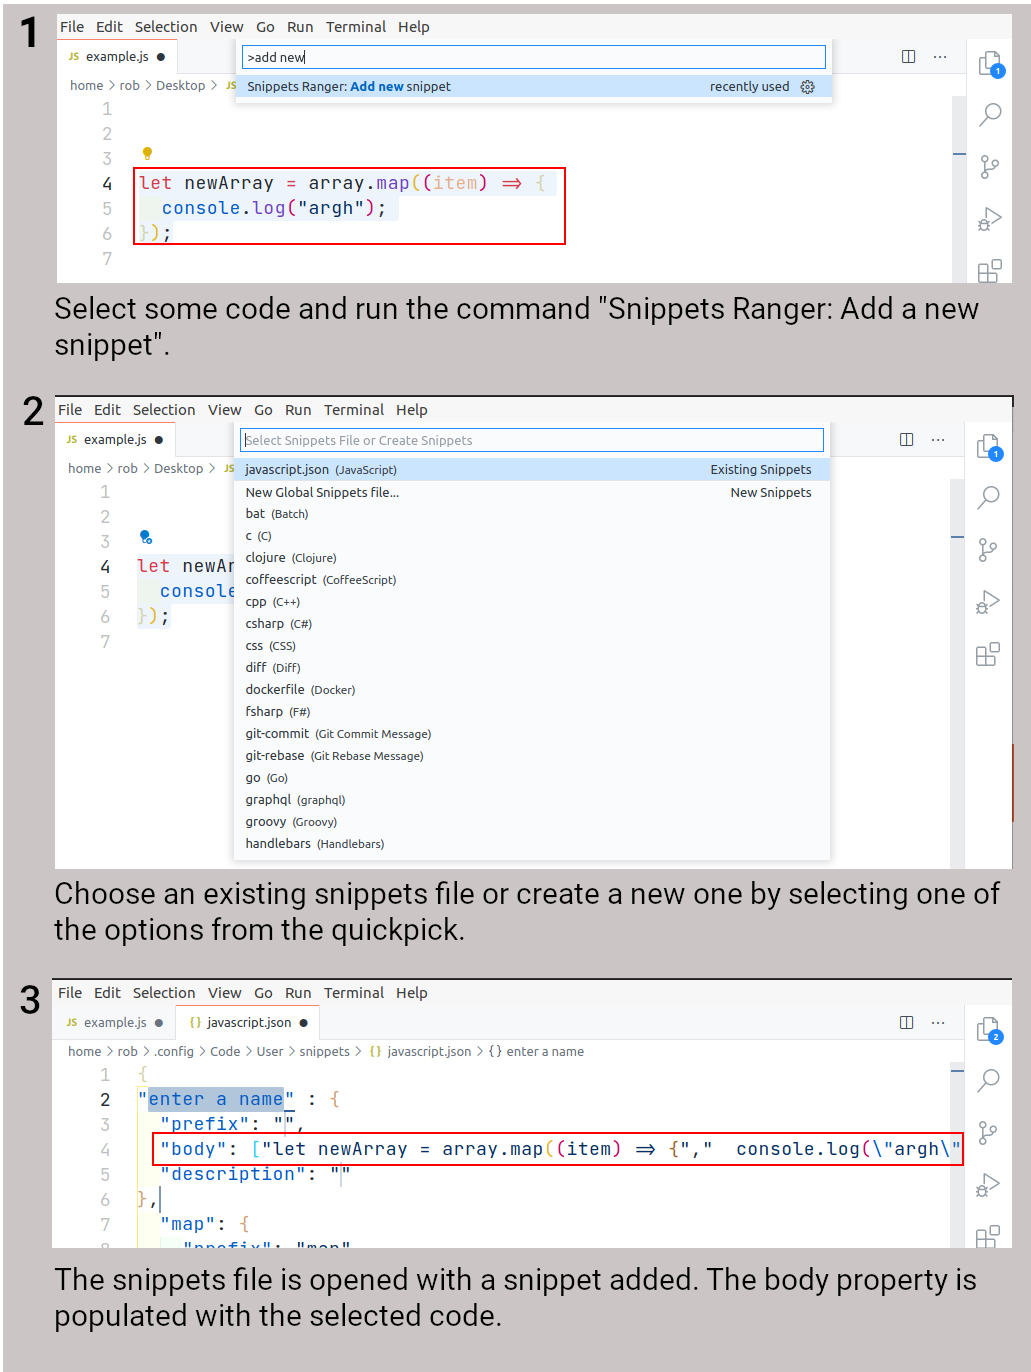 1
File Edit Selection View Go Run Terminal Help
JS example.js ●
>add new
home > rob > Desktop > JS
Snippets Ranger: Add new snippet recently used
1
1
2
3
4 let newArray = array.map((item) => {
5 console.log("argh");
6 });
7
Select some code and run the command "Snippets Ranger: Add a new
snippet".
2
File Edit Selection View Go Run Terminal Help
JS example.js ●
Select Snippets File or Create Snippets
home > rob > Desktop > JS
1
javascript.json (JavaScript) Existing Snippets
New Global Snippets file... New Snippets
bat (Batch)
c (C)
clojure (Clojure)
coffeescript (CoffeeScript)
cpp (C++)
csharp (C#)
css (CSS)
diff (Diff)
dockerfile (Docker)
fsharp (F#)
git-commit (Git Commit Message)
git-rebase (Git Rebase Message)
go (Go)
graphql (graphql)
groovy (Groovy)
handlebars (Handlebars)
1
2
3
4 let newAr
5 console
6 });
7
Choose an existing snippets file or create a new one by selecting one of
the options from the quickpick.
3
File Edit Selection View Go Run Terminal Help
JS example.js ● {} javascript.json ●
home > rob > .config > Code > User > snippets > {} javascript.json > {} enter a name
2
1 {
2 "enter a name" : {
3 "prefix": "",
4 "body": ["let newArray = array.map((item) => {","  console.log(\"argh\"
5 "description": ""
6 },
7 "map": {
8 "prefix": "map"
The snippets file is opened with a snippet added. The body property is
populated with the selected code.